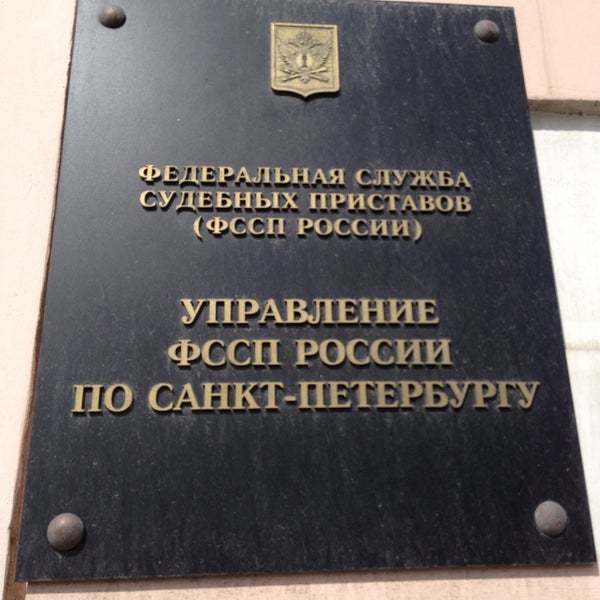 ФЕДЕРАЛЬНАЯ СЛУЖБА
СУДЕБНЫХ ПРИСТАВОВ
(ФССП РОССИИ)
УПРАВЛЕНИЕ
ФССП РОССИИ
ПО САНКТ-ПЕТЕРБУРГУ